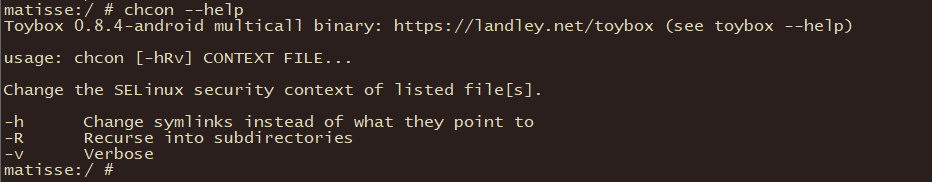 matisse:/ # chcon --help
Toybox 0.8.4-android multicall binary: https://landley.net/toybox (see toybox --help)
usage: chcon [-hRv] CONTEXT FILE...
Change the SELinux security context of listed file[s].
-h      Change symlinks instead of what they point to
-R      Recurse into subdirectories
-v      Verbose
matisse:/ #